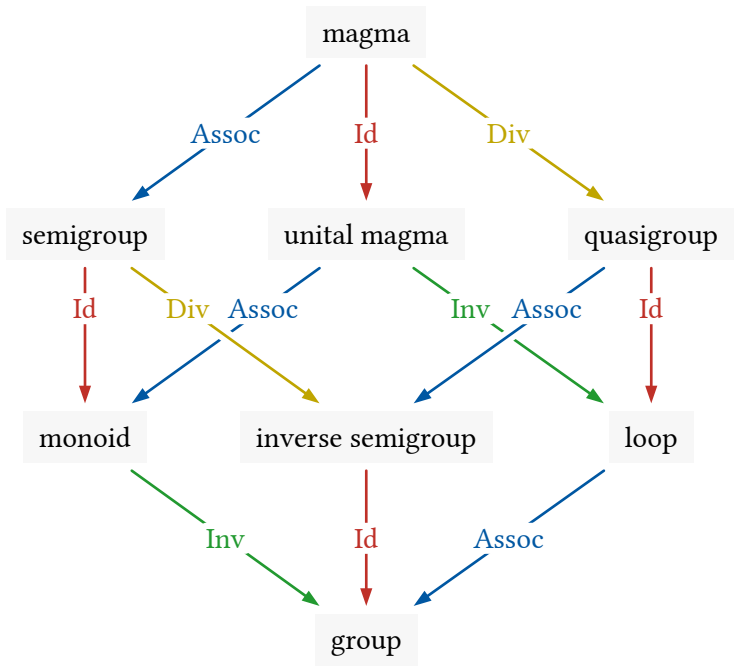 magma
Assoc Id Div
semigroup unital magma quasigroup
Id Div Assoc Inv Assoc Id
monoid inverse semigroup loop
Inv Id Assoc
group